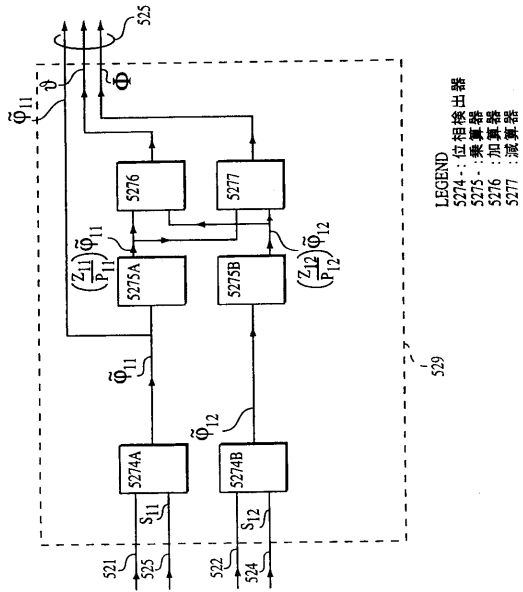 φ̃11
ϑ
Φ
525
5276
5277
(Z11/P11) φ̃11
φ̃12
(Z12/P12)
5275A
5275B
φ̃11
φ̃12
5274A
5274B
S11
S12
521
525
522
524
529
LEGEND
5274 - : 位相検出器
5275 - : 乗算器
5276 : 加算器
5277 : 減算器